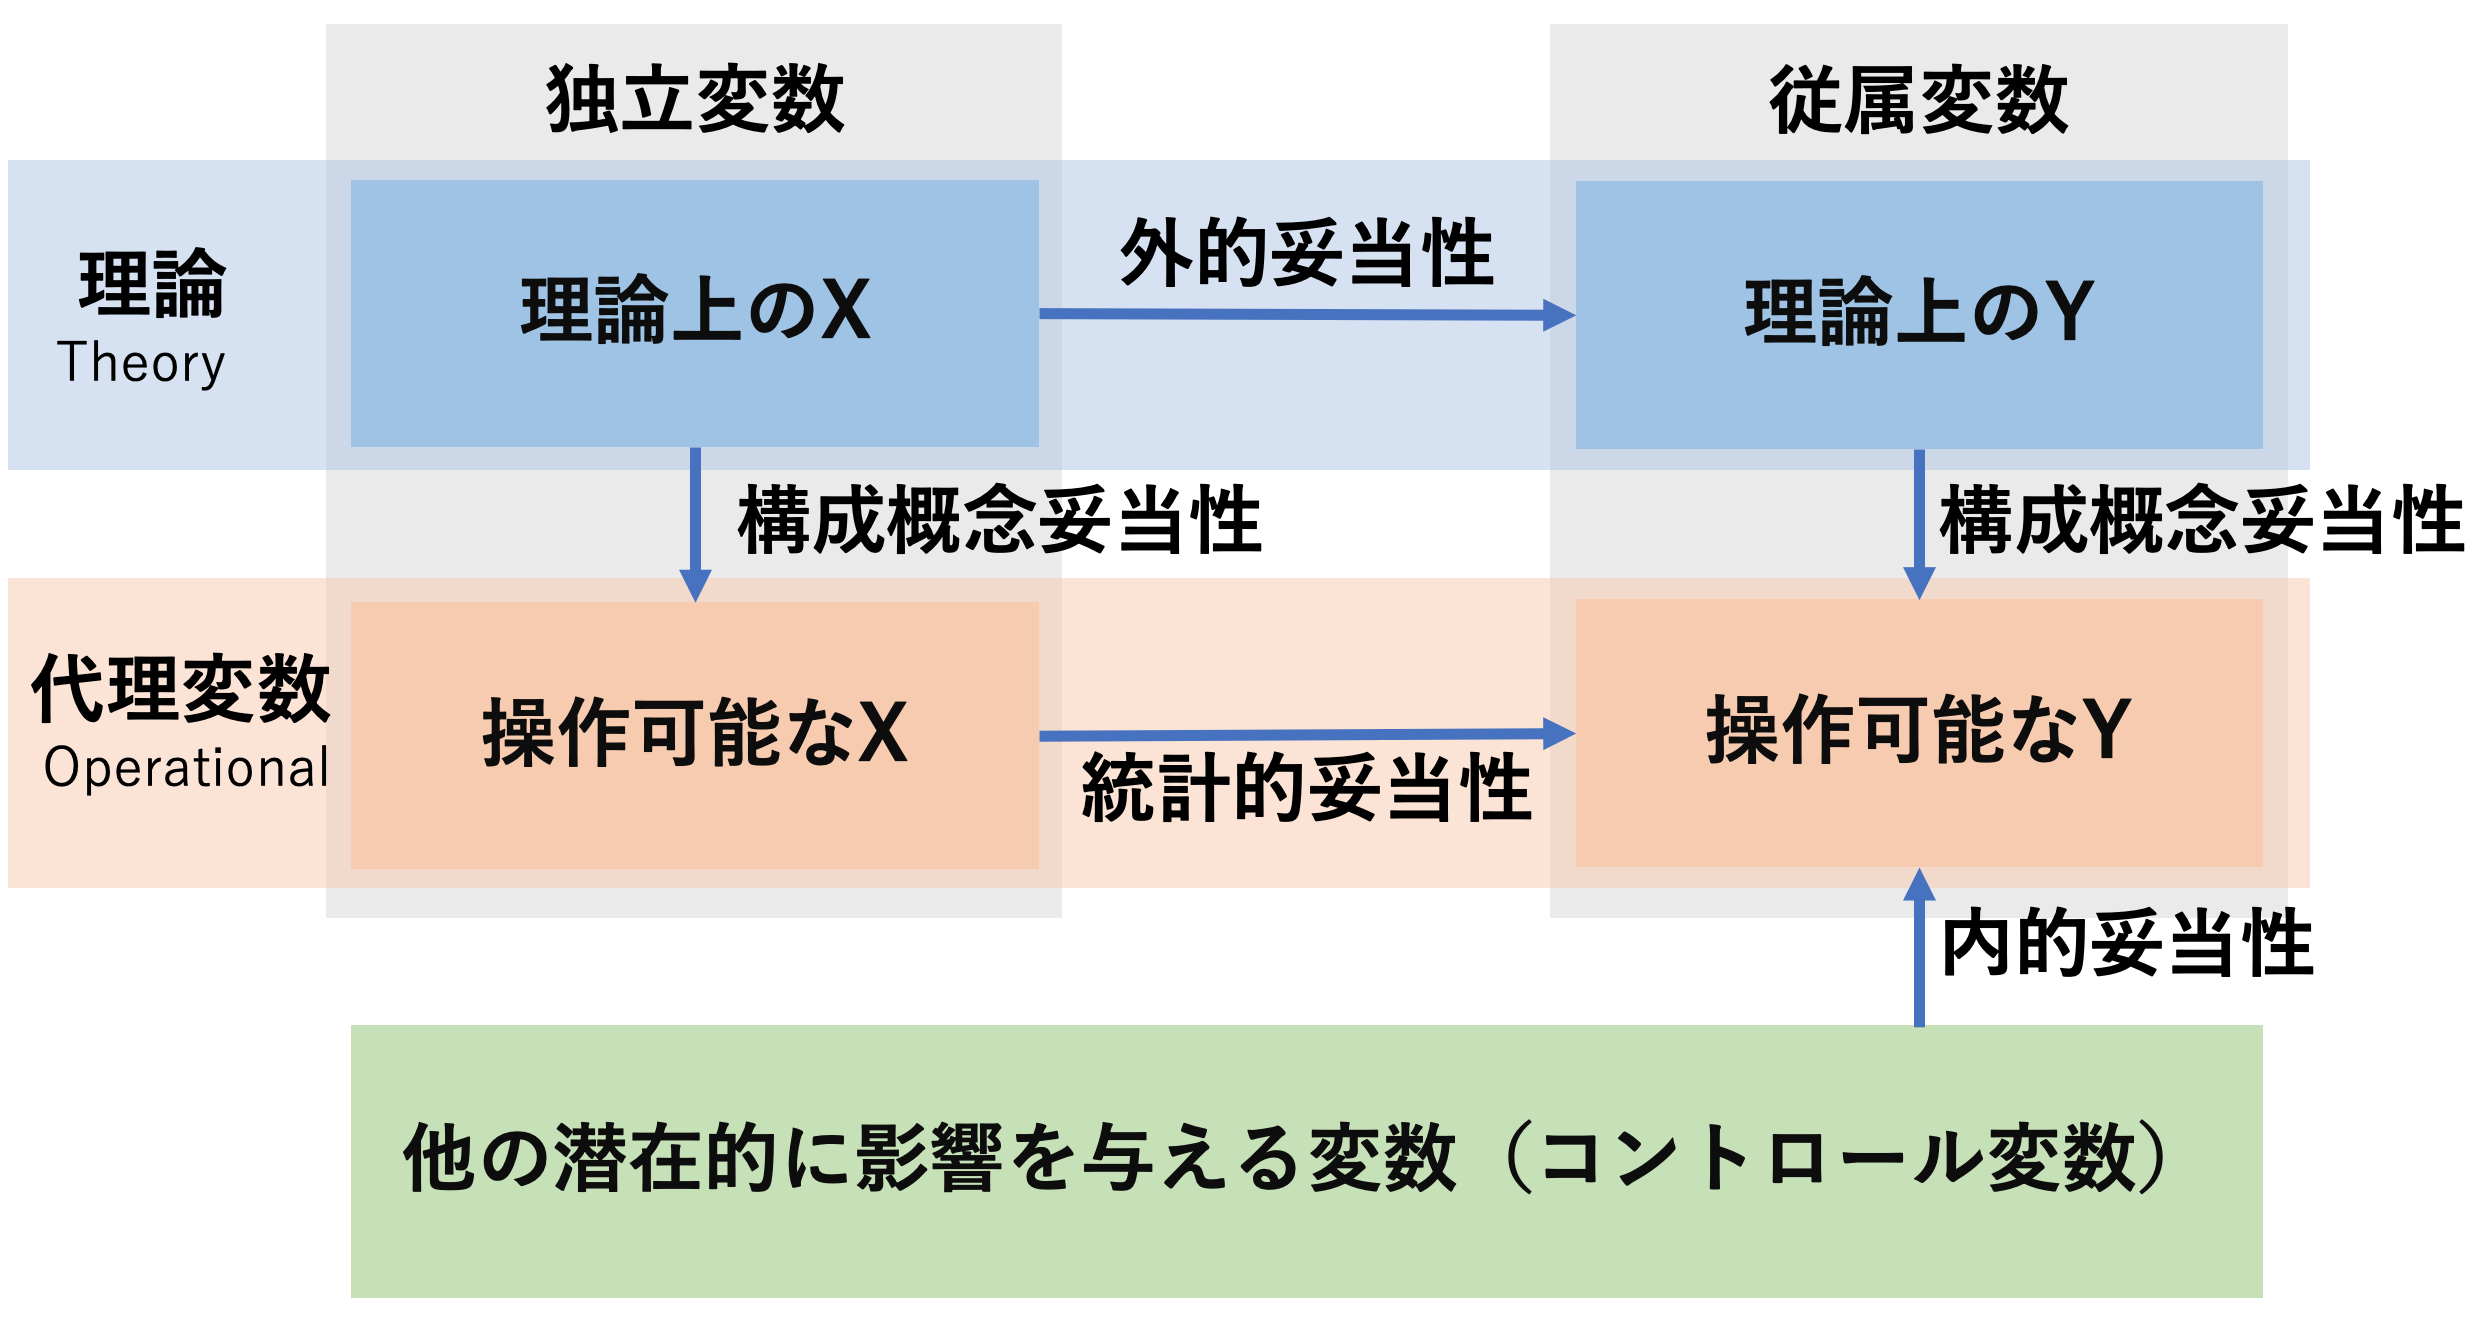 独立変数
従属変数
理論
Theory
理論上のX
外的妥当性
理論上のY
構成概念妥当性
構成概念妥当性
代理変数
Operational
操作可能なX
統計的妥当性
操作可能なY
内的妥当性
他の潜在的に影響を与える変数（コントロール変数）